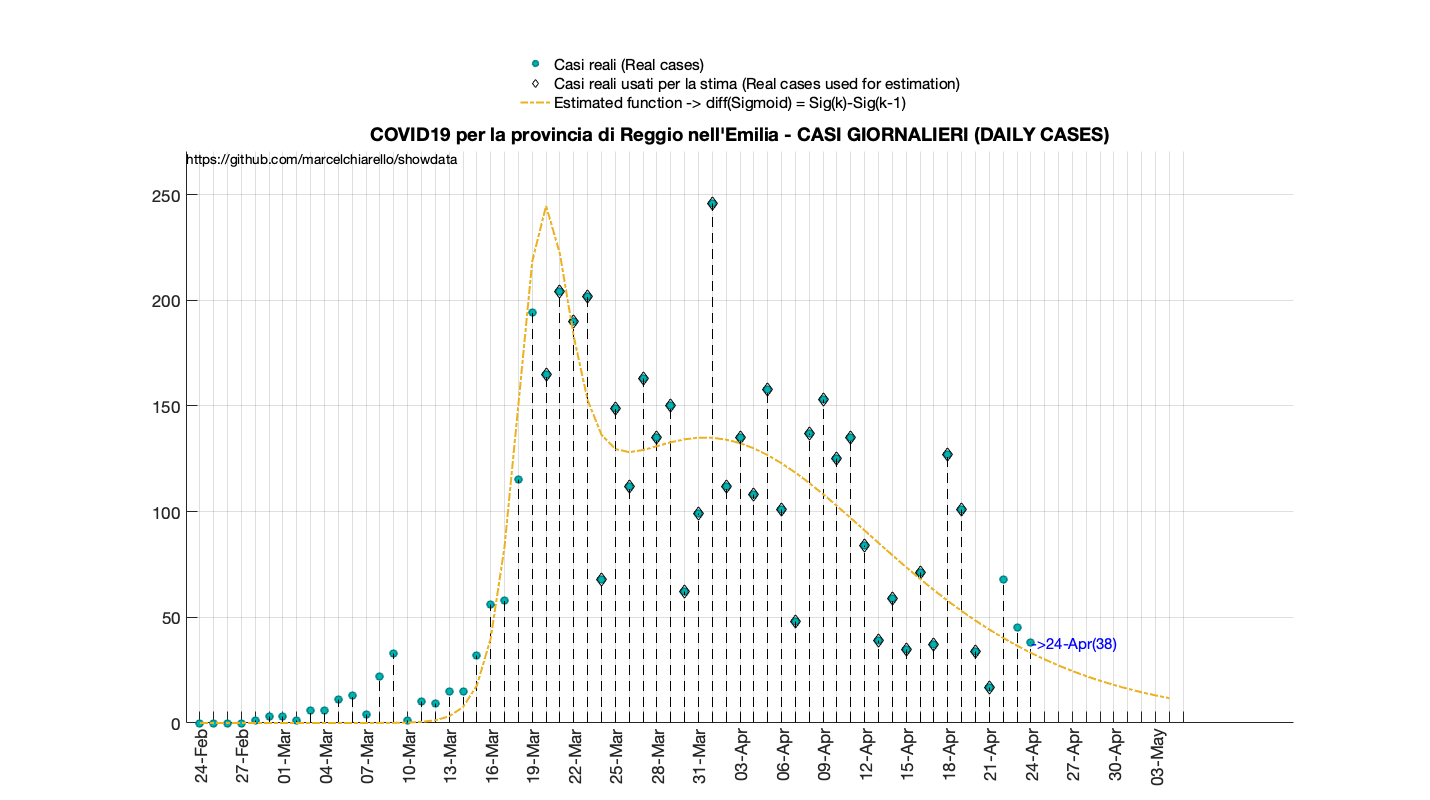 Casi reali (Real cases)
Casi reali usati per la stima (Real cases used for estimation)
Estimated function -> diff(Sigmoid) = Sig(k)-Sig(k-1)
COVID19 per la provincia di Reggio nell'Emilia - CASI GIORNALIERI (DAILY CASES)
https://github.com/marcelchiarello/showdata
250
200
150
100
50
0
->24-Apr(38)
24-Feb
27-Feb
01-Mar
04-Mar
07-Mar
10-Mar
13-Mar
16-Mar
19-Mar
22-Mar
25-Mar
28-Mar
31-Mar
03-Apr
06-Apr
09-Apr
12-Apr
15-Apr
18-Apr
21-Apr
24-Apr
27-Apr
30-Apr
03-May